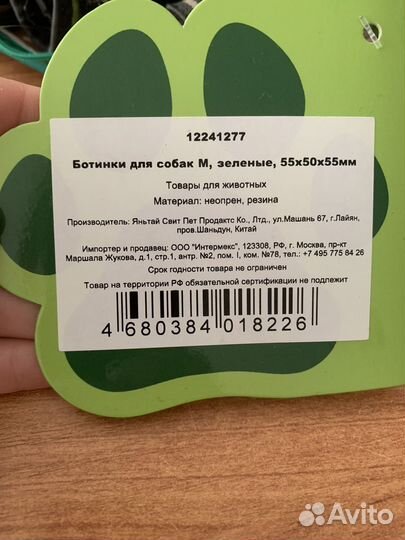 12241277
Ботинки для собак М, зеленые, 55х50х55мм
Товары для животных
Материал: неопрен, резина
Производитель: Яньтай Свит Пет Продактс Ко., Лтд., ул.Машань 67, г.Лайян,
пров.Шаньдун, Китай
Импортер и продавец: ООО "Интермекс", 123308, РФ, г. Москва, пр-кт
Маршала Жукова, д.1, стр.1, антр. №2, пом. I, ком. №78, тел.: +7 495 775 84 26
Срок годности товара не ограничен
Товар на территории РФ обязательной сертификации не подлежит
4 680384 018226
Avito